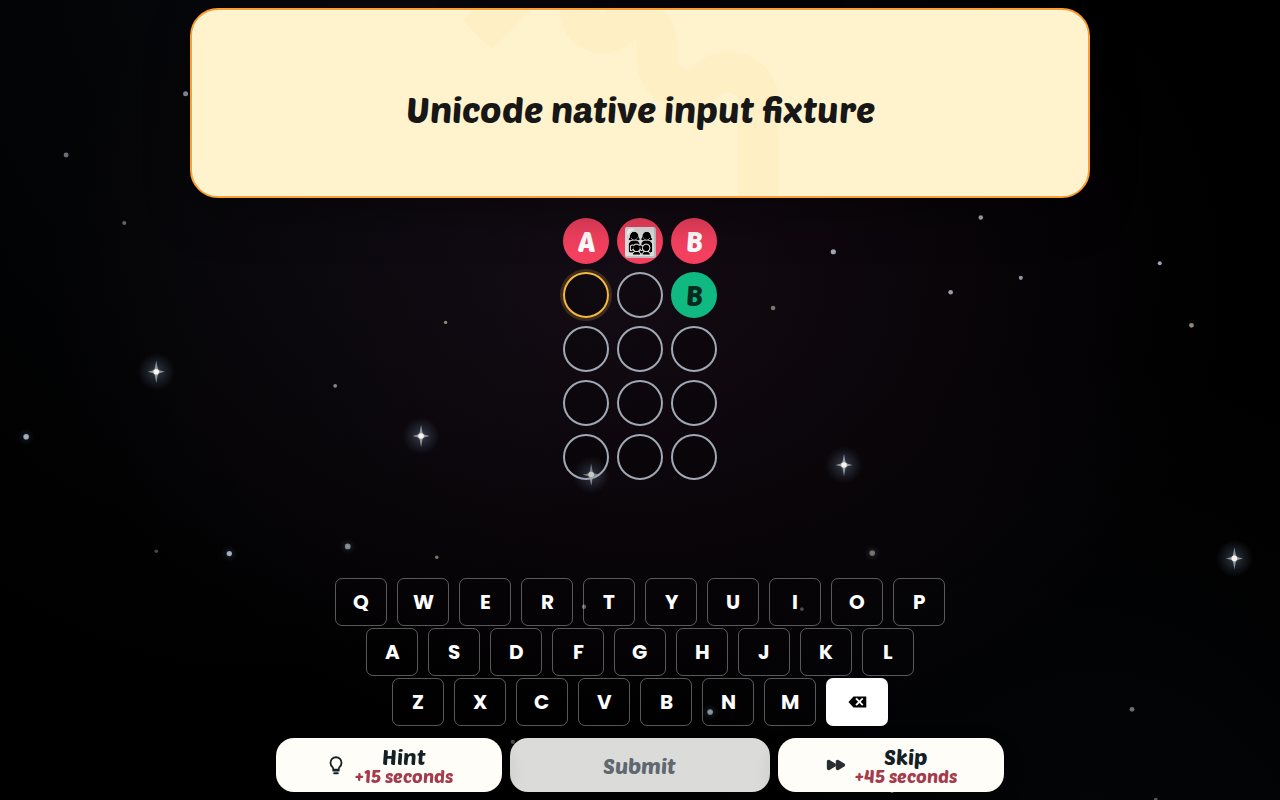 Unicode native input fixture
A 👩‍👩‍👧‍👦 B
B
Q W E R T Y U I O P
A S D F G H J K L
Z X C V B N M
Hint
+15 seconds
Submit
Skip
+45 seconds